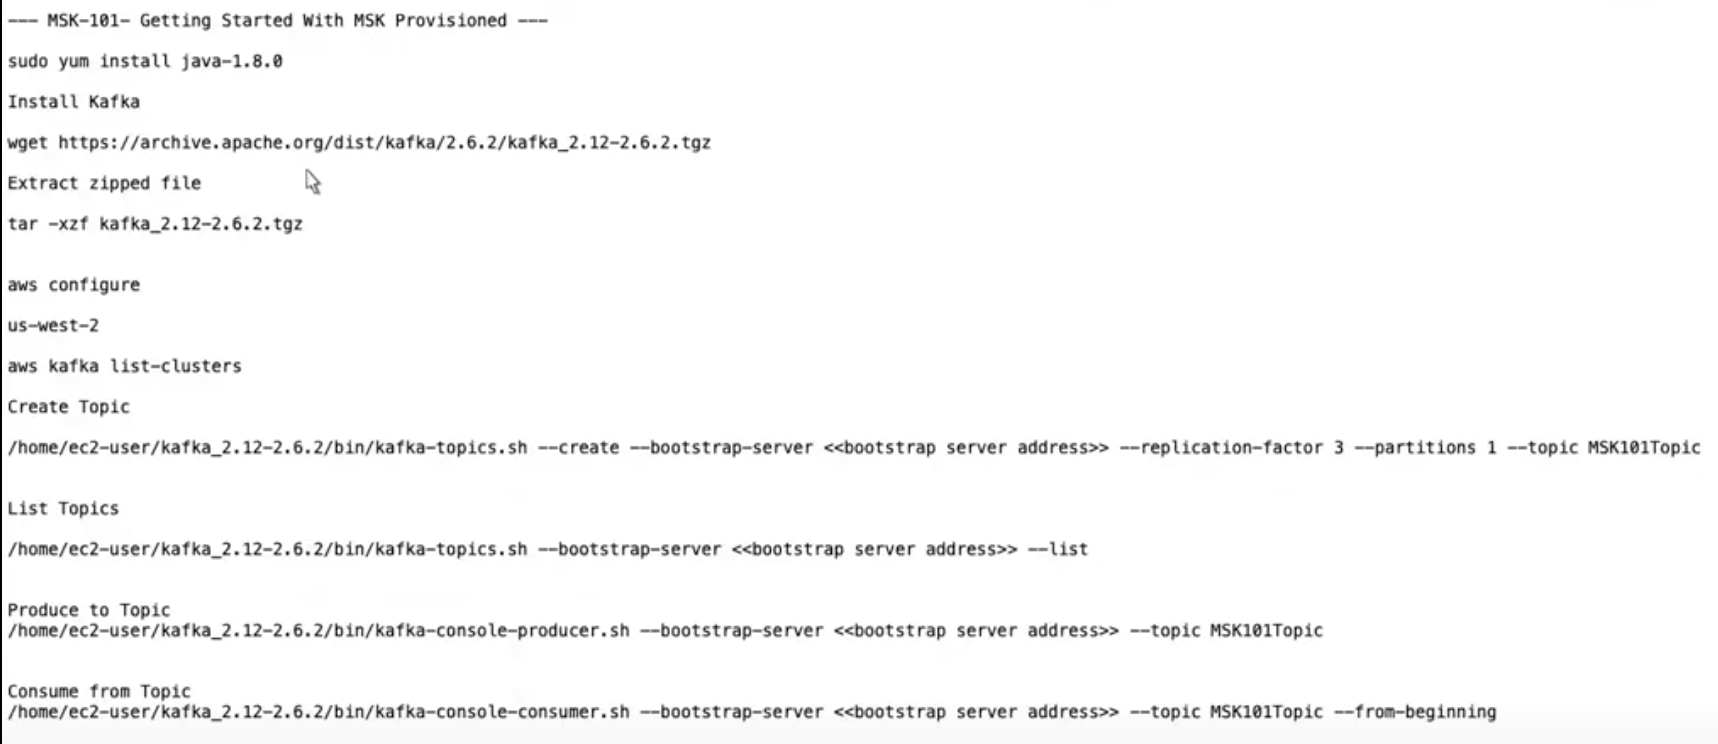 --- MSK-101- Getting Started With MSK Provisioned ---
sudo yum install java-1.8.0
Install Kafka
wget https://archive.apache.org/dist/kafka/2.6.2/kafka_2.12-2.6.2.tgz
Extract zipped file
tar -xzf kafka_2.12-2.6.2.tgz
aws configure
us-west-2
aws kafka list-clusters
Create Topic
/home/ec2-user/kafka_2.12-2.6.2/bin/kafka-topics.sh --create --bootstrap-server <<bootstrap server address>> --replication-factor 3 --partitions 1 --topic MSK101Topic
List Topics
/home/ec2-user/kafka_2.12-2.6.2/bin/kafka-topics.sh --bootstrap-server <<bootstrap server address>> --list
Produce to Topic
/home/ec2-user/kafka_2.12-2.6.2/bin/kafka-console-producer.sh --bootstrap-server <<bootstrap server address>> --topic MSK101Topic
Consume from Topic
/home/ec2-user/kafka_2.12-2.6.2/bin/kafka-console-consumer.sh --bootstrap-server <<bootstrap server address>> --topic MSK101Topic --from-beginning